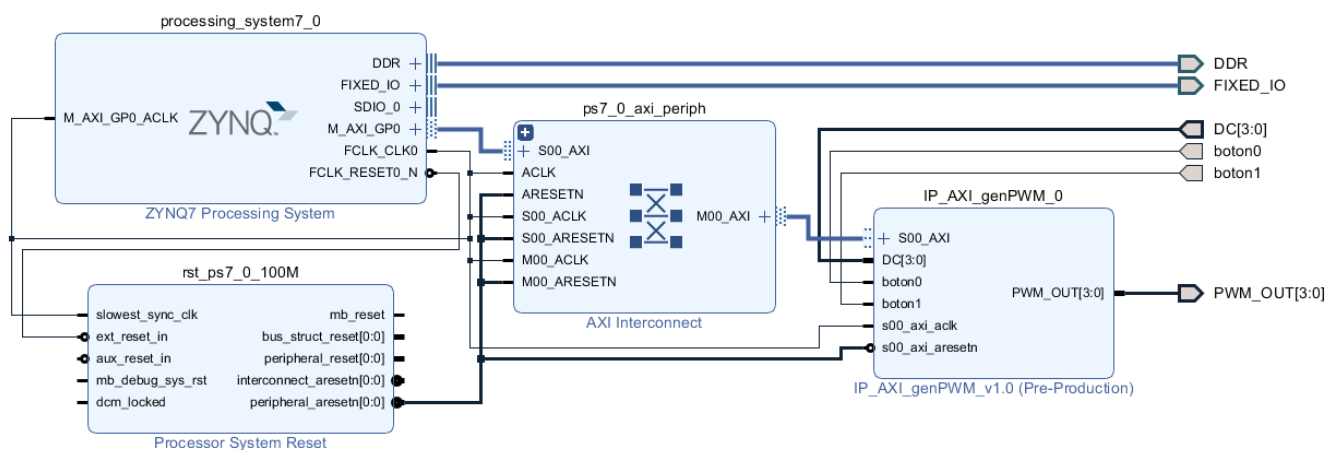 processing_system7_0
DDR
FIXED_IO
SDIO_0
M_AXI_GP0_ACLK
ZYNQ
M_AXI_GP0
FCLK_CLK0
FCLK_RESET0_N
ZYNQ7 Processing System
ps7_0_axi_periph
S00_AXI
ACLK
ARESETN
S00_ACLK
M00_AXI
S00_ARESETN
M00_ACLK
M00_ARESETN
AXI Interconnect
DDR
FIXED_IO
DC[3:0]
boton0
boton1
IP_AXI_genPWM_0
S00_AXI
DC[3:0]
boton0
boton1
PWM_OUT[3:0]
s00_axi_aclk
s00_axi_aresetn
IP_AXI_genPWM_v1.0 (Pre-Production)
PWM_OUT[3:0]
rst_ps7_0_100M
slowest_sync_clk
mb_reset
ext_reset_in
bus_struct_reset[0:0]
aux_reset_in
peripheral_reset[0:0]
mb_debug_sys_rst
interconnect_aresetn[0:0]
dcm_locked
peripheral_aresetn[0:0]
Processor System Reset